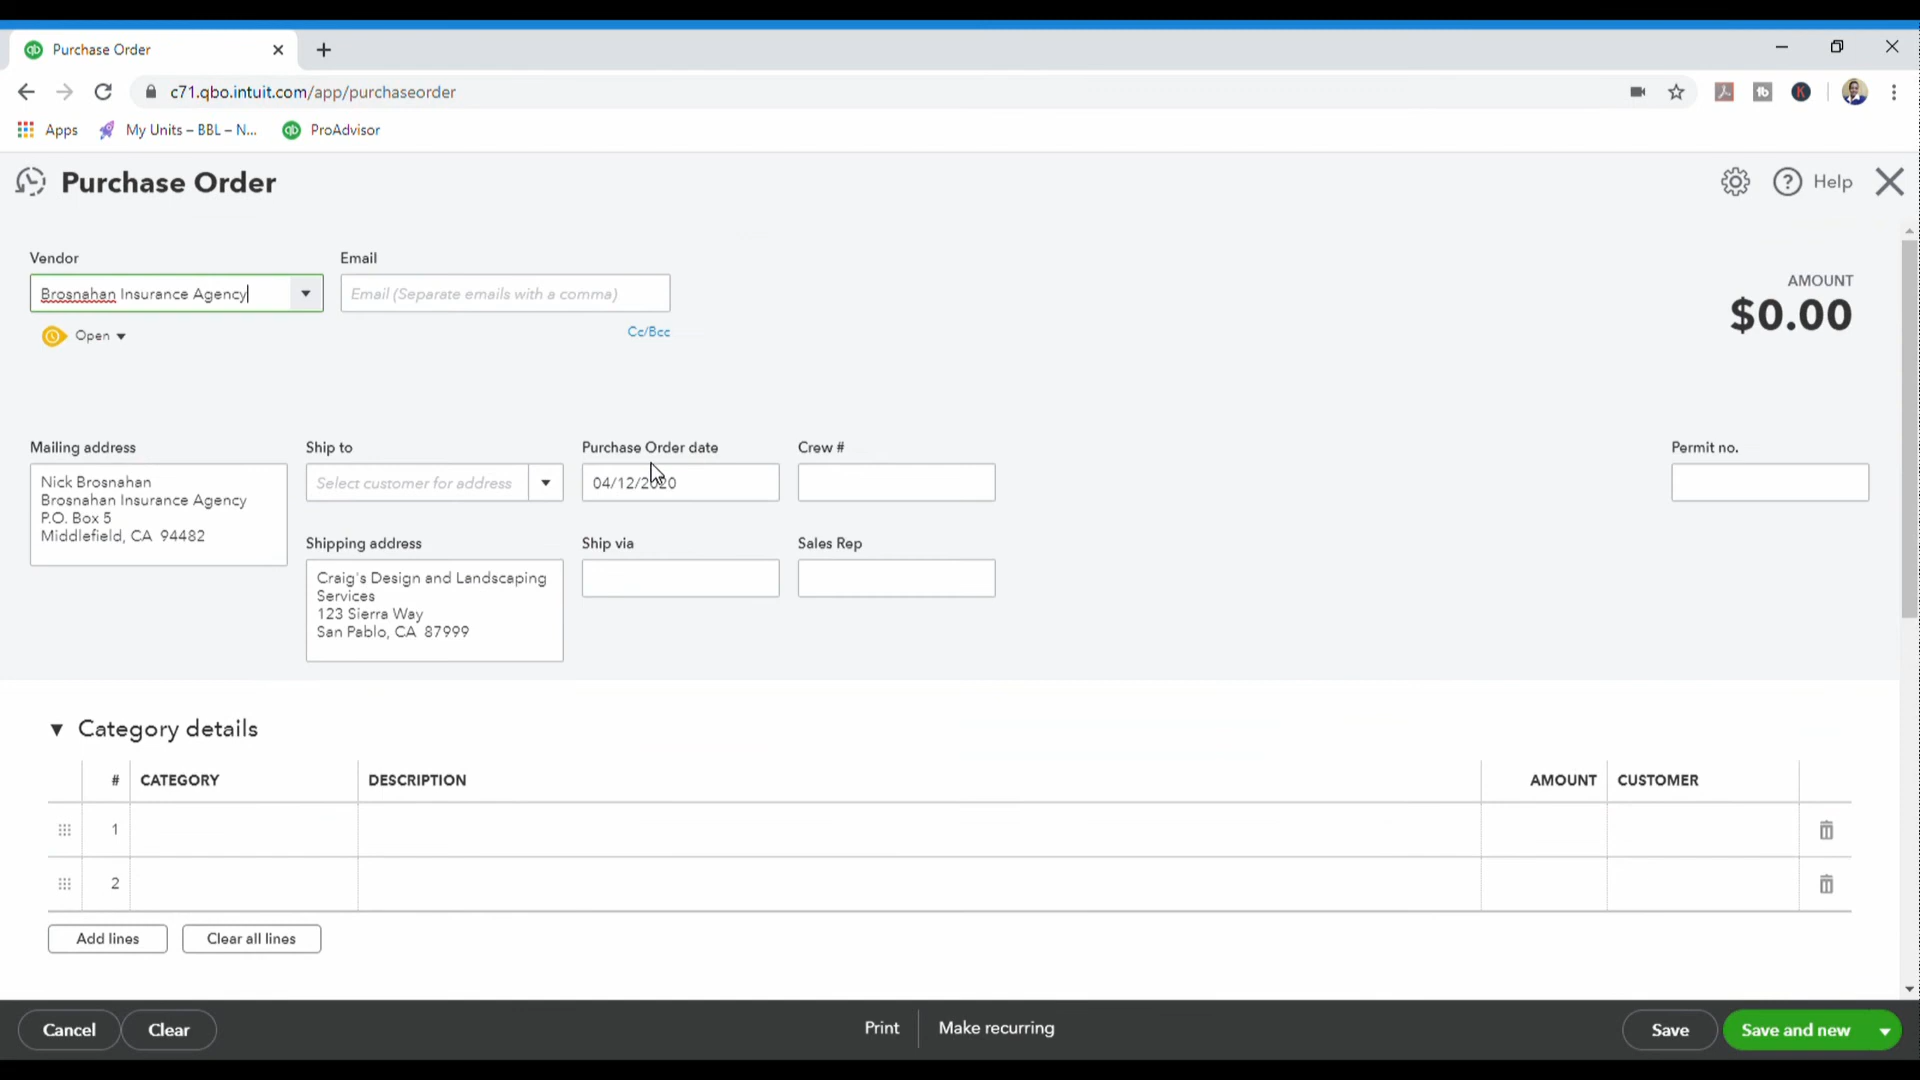 Purchase Order
c71.qbo.intuit.com/app/purchaseorder
Apps
My Units – BBL – N...
ProAdvisor
Purchase Order
Help
Vendor
Email
Brosnahan Insurance Agency
Email (Separate emails with a comma)
AMOUNT
$0.00
Open
Cc/Bcc
Mailing address
Ship to
Purchase Order date
Crew #
Permit no.
Nick Brosnahan
Brosnahan Insurance Agency
P.O. Box 5
Middlefield, CA 94482
Select customer for address
04/12/2020
Shipping address
Ship via
Sales Rep
Craig's Design and Landscaping
Services
123 Sierra Way
San Pablo, CA 87999
Category details
# CATEGORY DESCRIPTION AMOUNT CUSTOMER
1
2
Add lines
Clear all lines
Cancel
Clear
Print
Make recurring
Save
Save and new